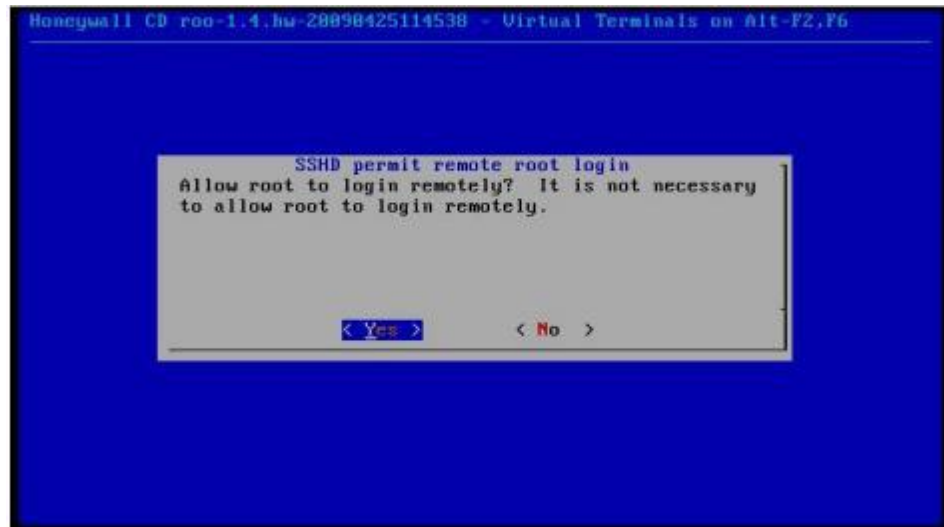 Honeywall CD roo-1.4.hw-20090425114538 - Virtual Terminals on Alt-F2,F6
SSHD permit remote root login
Allow root to login remotely?  It is not necessary
to allow root to login remotely.
< Yes > < No >